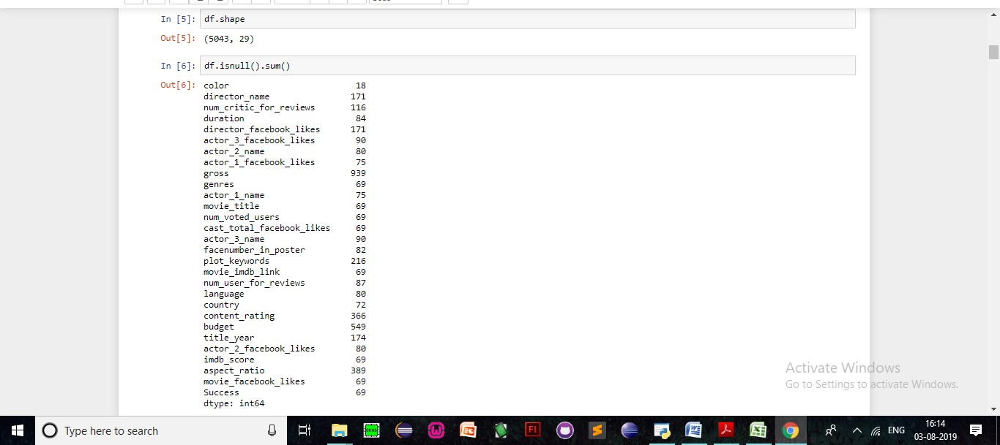 In [5]: df.shape
Out[5]: (5043, 29)
In [6]: df.isnull().sum()
Out[6]: color 18
director_name 171
num_critic_for_reviews 116
duration 84
director_facebook_likes 171
actor_3_facebook_likes 90
actor_2_name 80
actor_1_facebook_likes 75
gross 939
genres 69
actor_1_name 75
movie_title 69
num_voted_users 69
cast_total_facebook_likes 69
actor_3_name 90
facenumber_in_poster 82
plot_keywords 216
movie_imdb_link 69
num_user_for_reviews 87
language 80
country 72
content_rating 366
budget 549
title_year 174
actor_2_facebook_likes 80
imdb_score 69
aspect_ratio 389
movie_facebook_likes 69
Success 69
dtype: int64
Activate Windows
Go to Settings to activate Windows.
Type here to search
ENG
16:14
03-08-2019